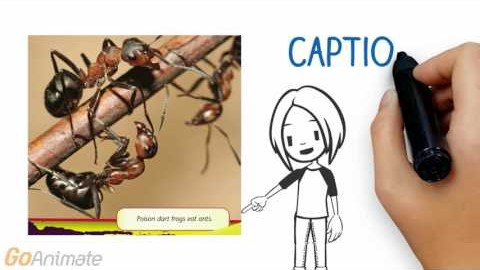 CAPTIO
Poison dart frogs eat ants.
GoAnimate